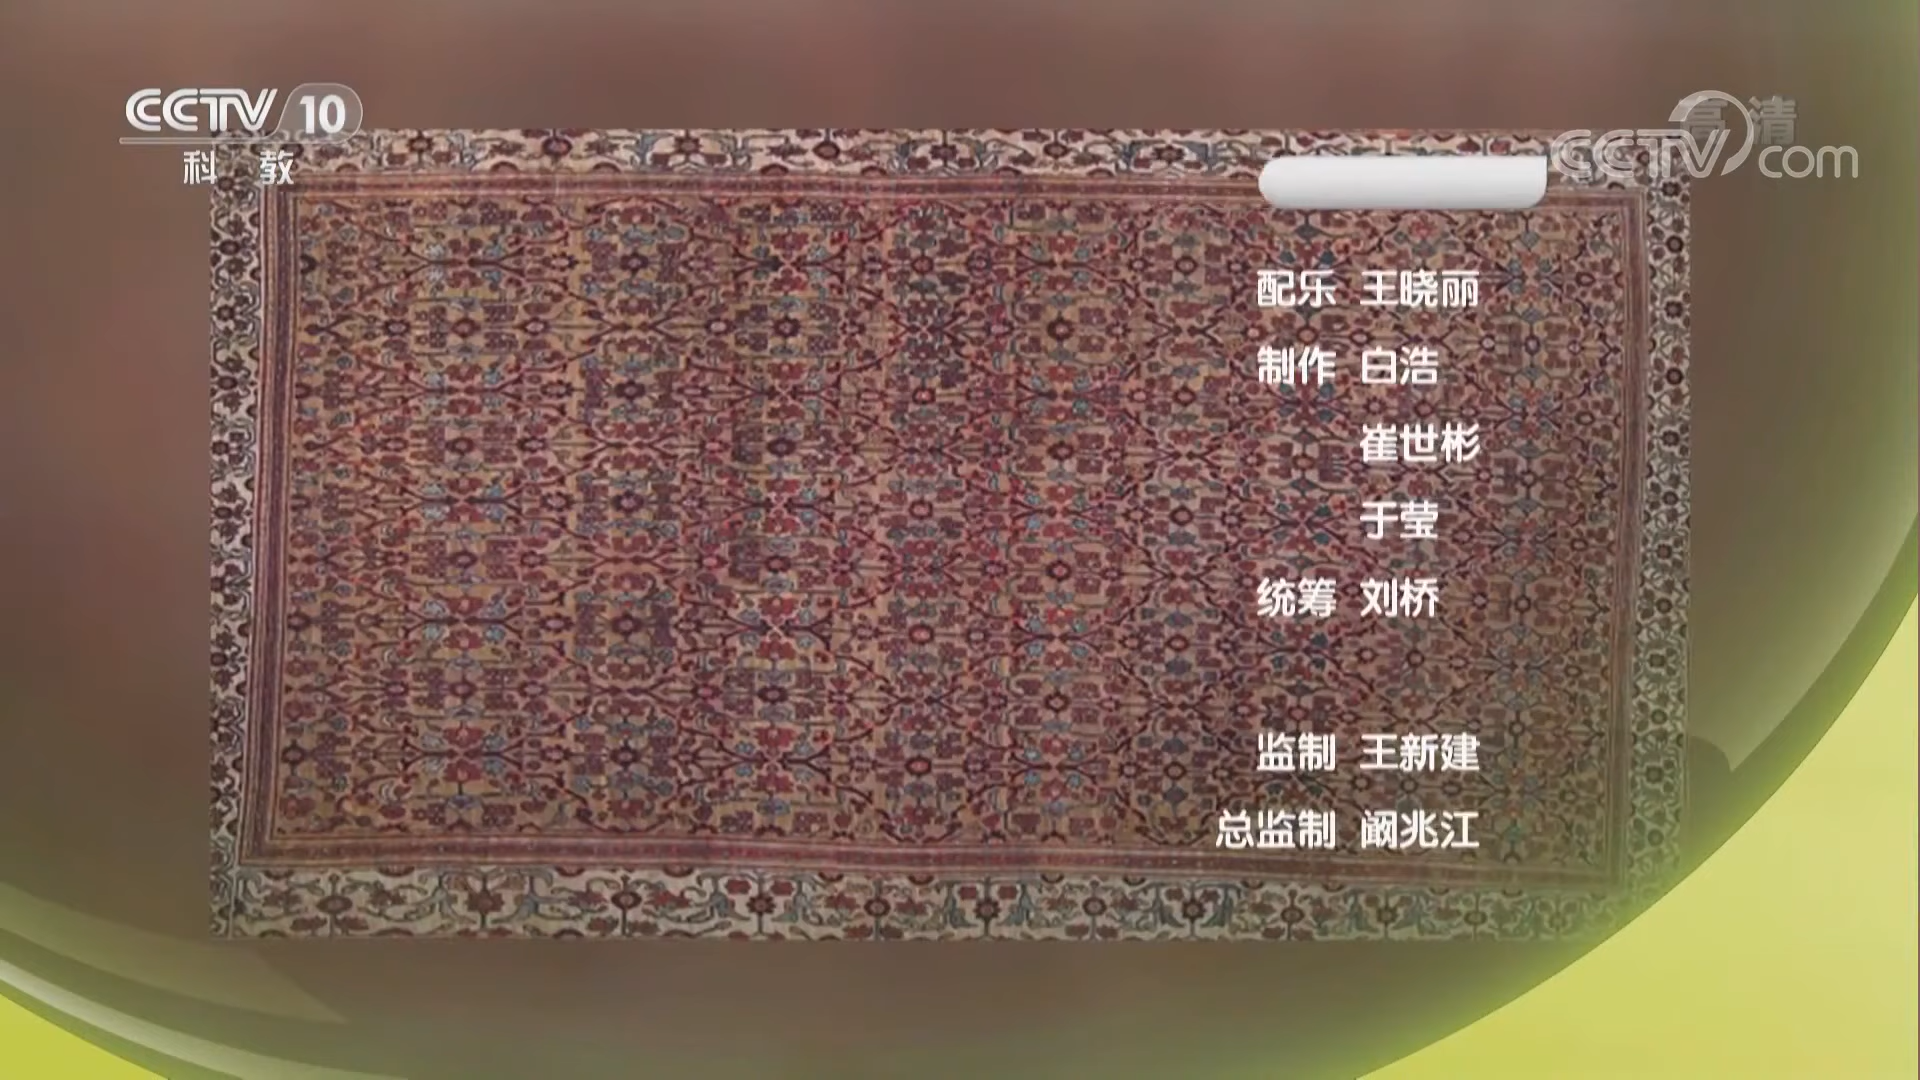 CCTV 10
科 教
高清
CCTV com
配乐 王晓丽
制作 白浩
崔世彬
于莹
统筹 刘桥
监制 王新建
总监制 阚兆江